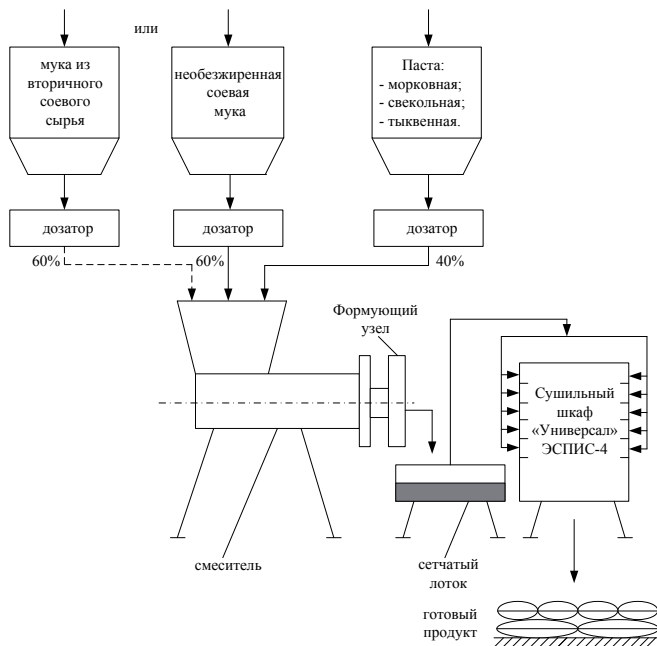 или
мука из
вторичного
соевого
сырья
необезжиренная
соевая
мука
Паста:
- морковная;
- свекольная;
- тыквенная.
дозатор
дозатор
дозатор
60%
60%
40%
Формующий
узел
Сушильный
шкаф
«Универсал»
ЭСПИС-4
смеситель
сетчатый
лоток
готовый
продукт